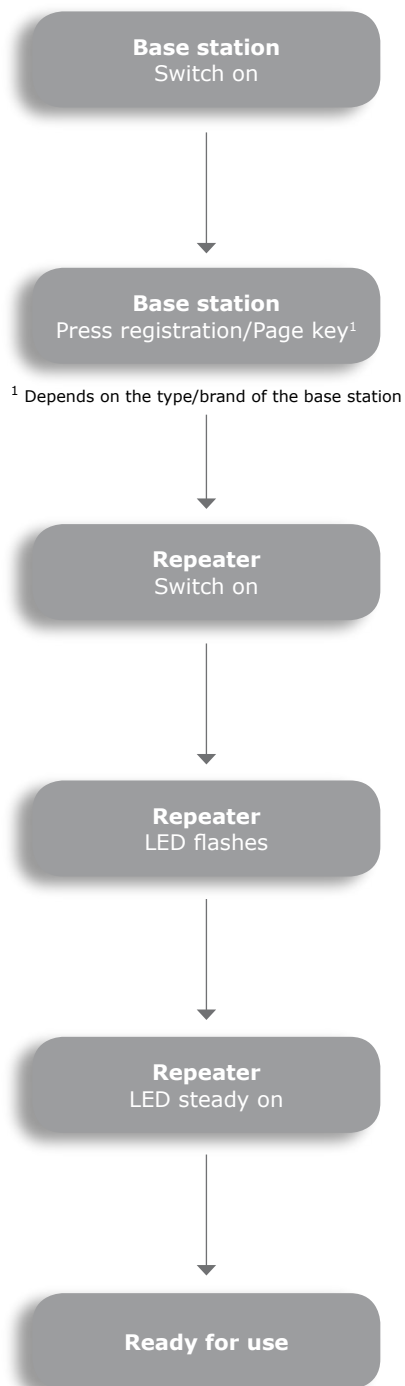 Base station
Switch on
Base station
Press registration/Page key¹
¹ Depends on the type/brand of the base station
Repeater
Switch on
Repeater
LED flashes
Repeater
LED steady on
Ready for use